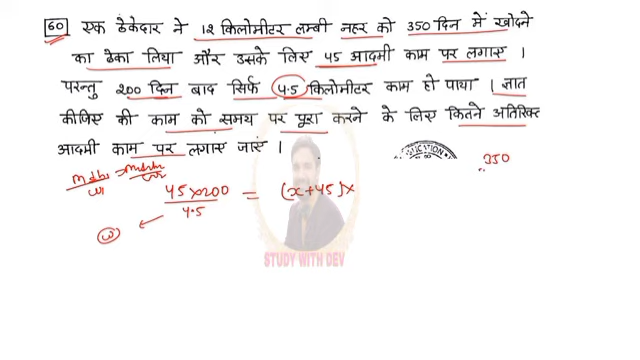 60 एक ठेकेदार ने 12 किलोमीटर लम्बी नहर को 350 दिन में खोदने
का ठेका लिया और उसके लिए 45 आदमी काम पर लगाए ।
परन्तु 200 दिन बाद सिर्फ 4.5 किलोमीटर काम हो पाया । ज्ञात
कीजिए की काम को समय पर पूरा करने के लिए कितने अतिरिक्त
आदमी काम पर लगाऐ जाऐं ।
350
45×200/4.5 = (x+45)×
W
STUDY WITH DEV